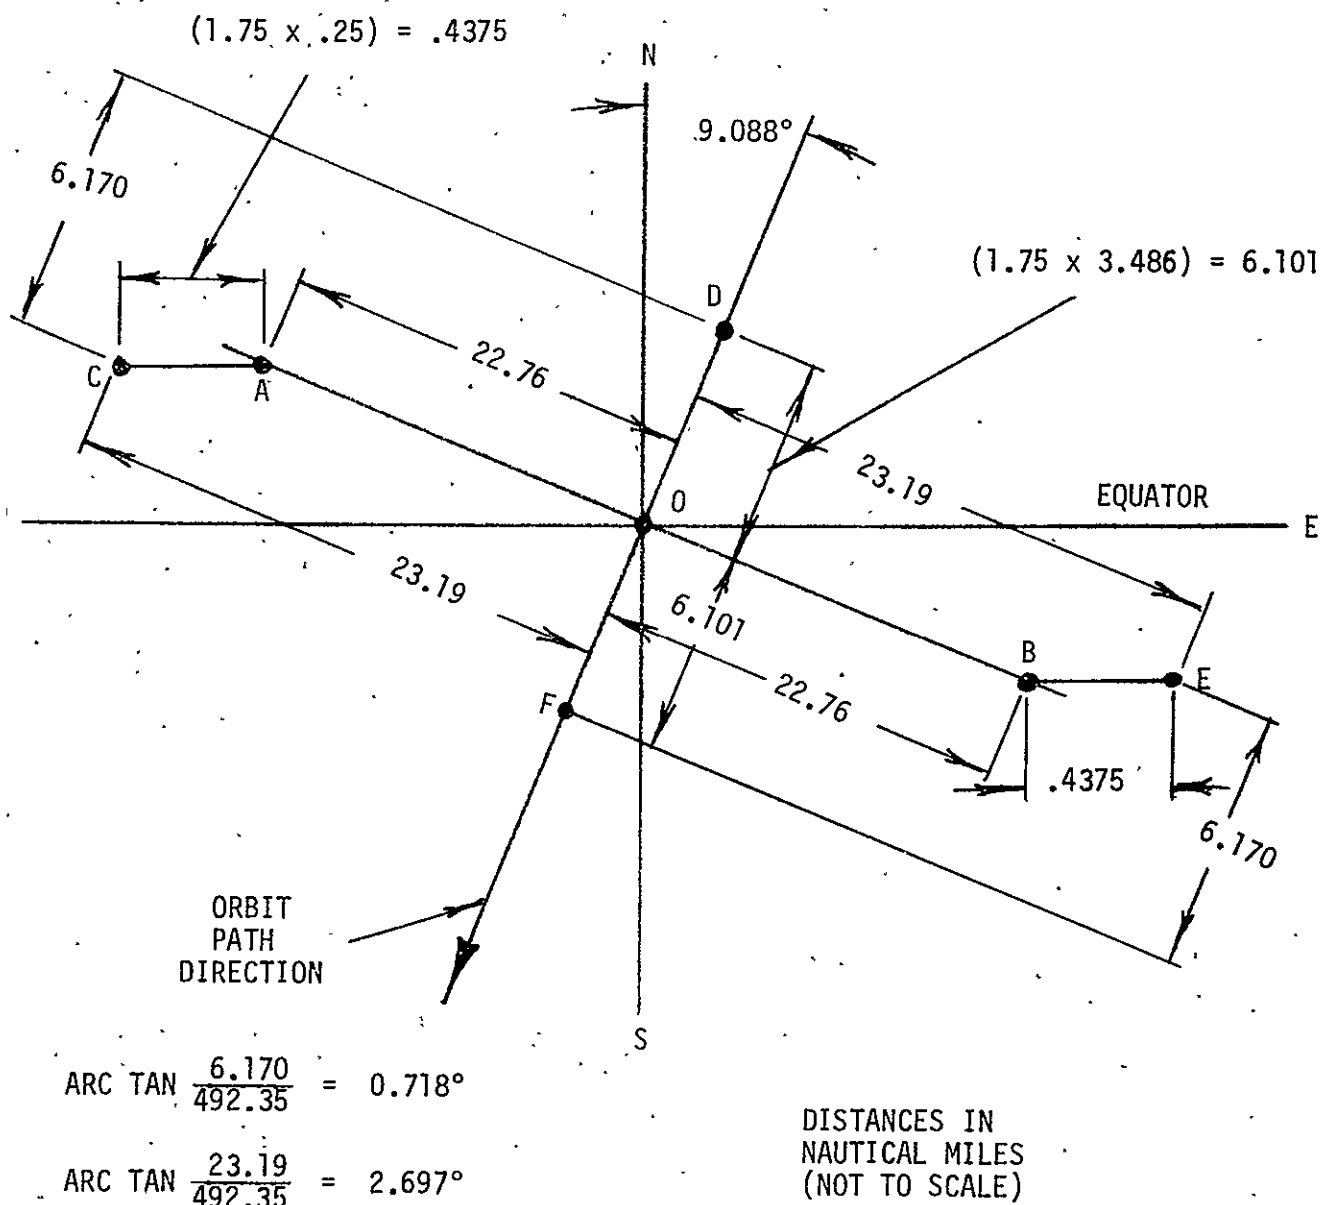 (1.75 x .25) = .4375
N
9.088°
6.170
(1.75 x 3.486) = 6.101
D
22.76
C
A
23.19
O
EQUATOR
E
23.19
6.101
B
E
22.76
F
.4375
6.170
ORBIT
PATH
DIRECTION
S
ARC TAN 6.170/492.35 = 0.718°
ARC TAN 23.19/492.35 = 2.697°
DISTANCES IN
NAUTICAL MILES
(NOT TO SCALE)